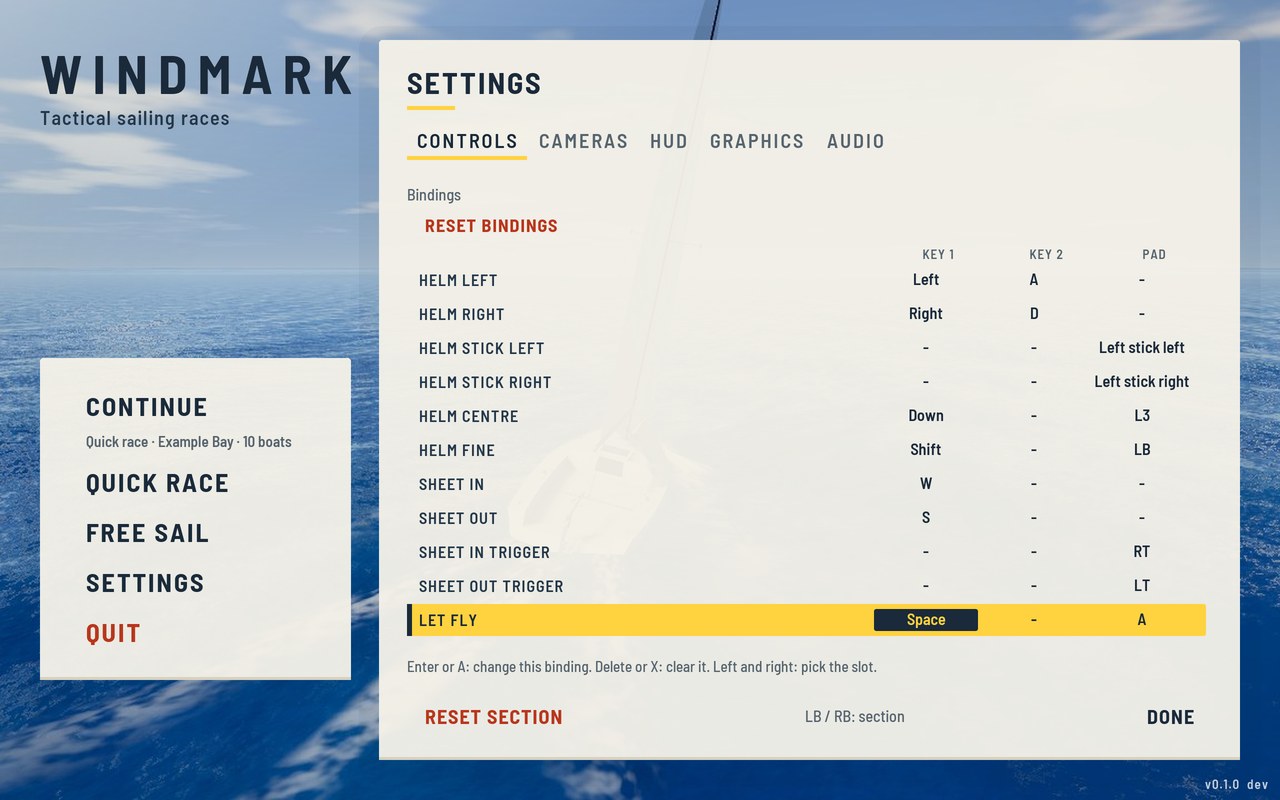 WINDMARK
Tactical sailing races
CONTINUE
Quick race · Example Bay · 10 boats
QUICK RACE
FREE SAIL
SETTINGS
QUIT
SETTINGS
CONTROLS CAMERAS HUD GRAPHICS AUDIO
Bindings
RESET BINDINGS
KEY 1 KEY 2 PAD
HELM LEFT Left A -
HELM RIGHT Right D -
HELM STICK LEFT - - Left stick left
HELM STICK RIGHT - - Left stick right
HELM CENTRE Down - L3
HELM FINE Shift - LB
SHEET IN W - -
SHEET OUT S - -
SHEET IN TRIGGER - - RT
SHEET OUT TRIGGER - - LT
LET FLY Space - A
Enter or A: change this binding. Delete or X: clear it. Left and right: pick the slot.
RESET SECTION LB / RB: section DONE
v0.1.0 dev